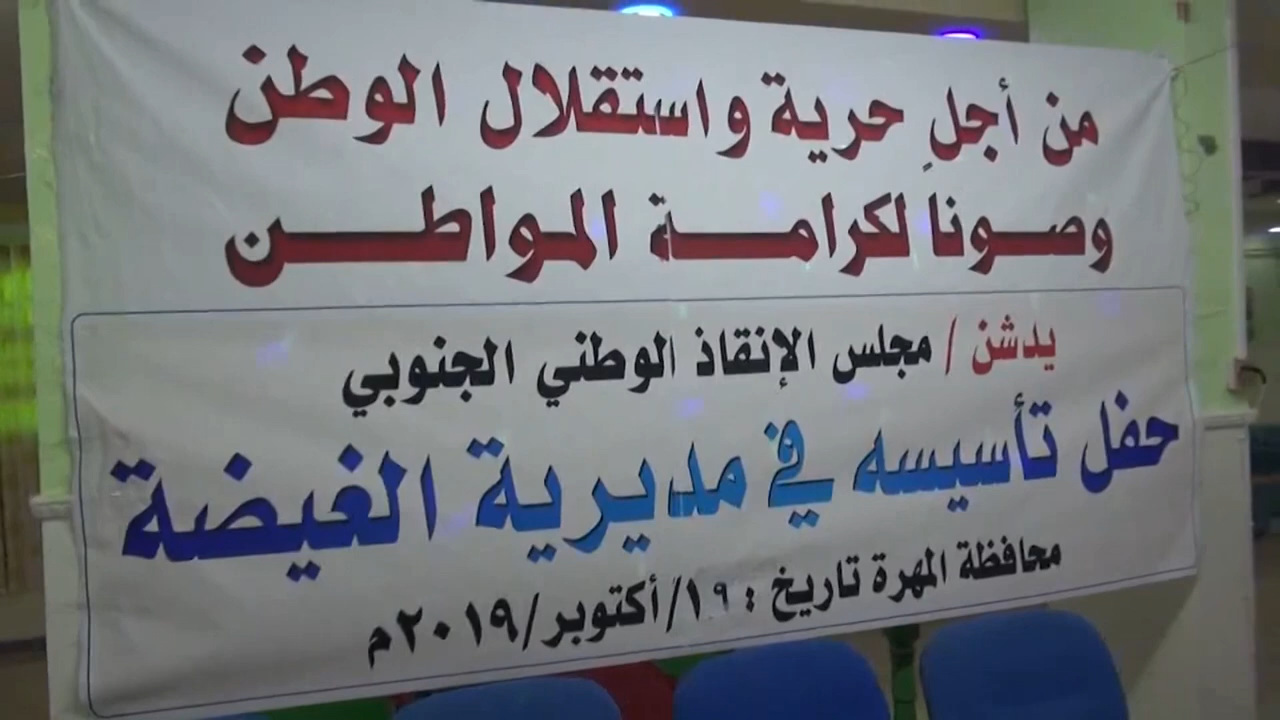 من أجلِ حرية واستقلال الوطن
وصوناً لكرامة المواطن
يدشن / مجلس الإنقاذ الوطني الجنوبي
حفل تأسيسه في مديرية الغيضة
محافظة المهرة تاريخ : ١٩/أكتوبر/٢٠١٩م